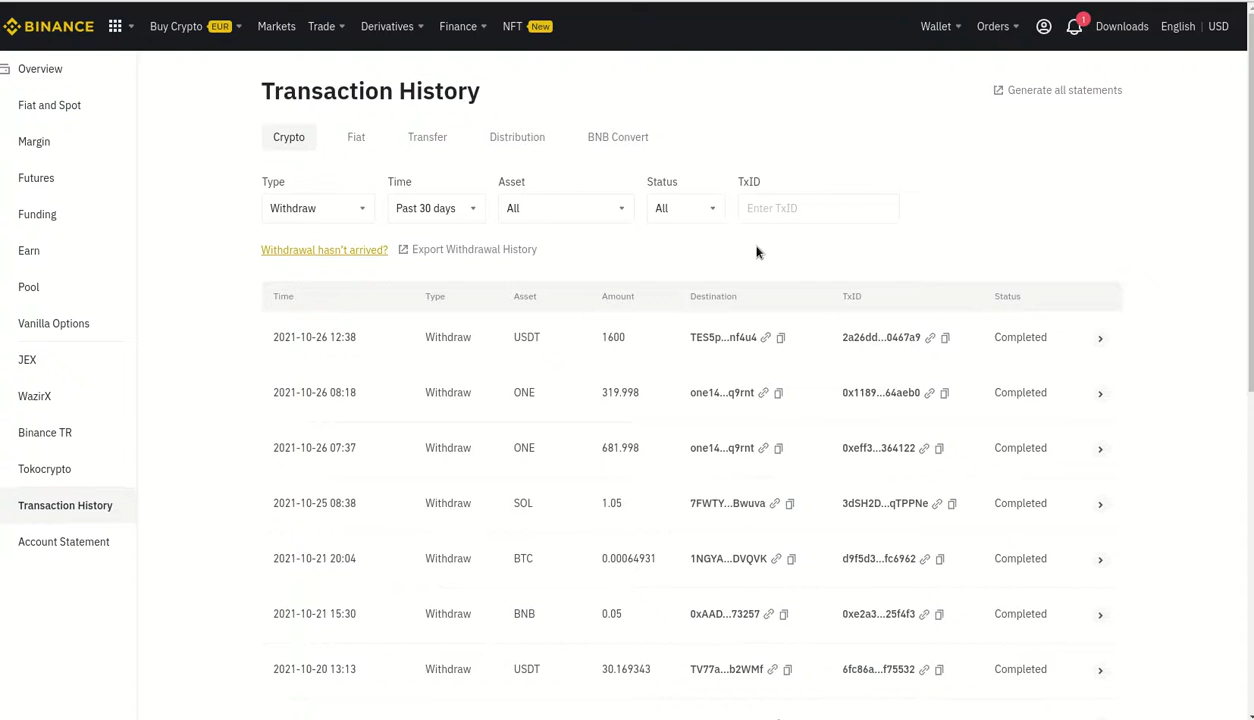 BINANCE Buy Crypto EUR Markets Trade Derivatives Finance NFT New Wallet Orders 1 Downloads English USD
Overview
Fiat and Spot
Margin
Futures
Funding
Earn
Pool
Vanilla Options
JEX
WazirX
Binance TR
Tokocrypto
Transaction History
Account Statement
Transaction History Generate all statements
Crypto Fiat Transfer Distribution BNB Convert
Type Time Asset Status TxID
Withdraw Past 30 days All All Enter TxID
Withdrawal hasn't arrived? Export Withdrawal History
Time Type Asset Amount Destination TxID Status
2021-10-26 12:38 Withdraw USDT 1600 TES5p...nf4u4 2a26dd...0467a9 Completed
2021-10-26 08:18 Withdraw ONE 319.998 one14...q9rnt 0x1189...64aeb0 Completed
2021-10-26 07:37 Withdraw ONE 681.998 one14...q9rnt 0xeff3...364122 Completed
2021-10-25 08:38 Withdraw SOL 1.05 7FWTY...Bwuva 3dSH2D...qTPPNe Completed
2021-10-21 20:04 Withdraw BTC 0.00064931 1NGYA...DVQVK d9f5d3...fc6962 Completed
2021-10-21 15:30 Withdraw BNB 0.05 0xAAD...73257 0xe2a3...25f4f3 Completed
2021-10-20 13:13 Withdraw USDT 30.169343 TV77a...b2WMf 6fc86a...f75532 Completed